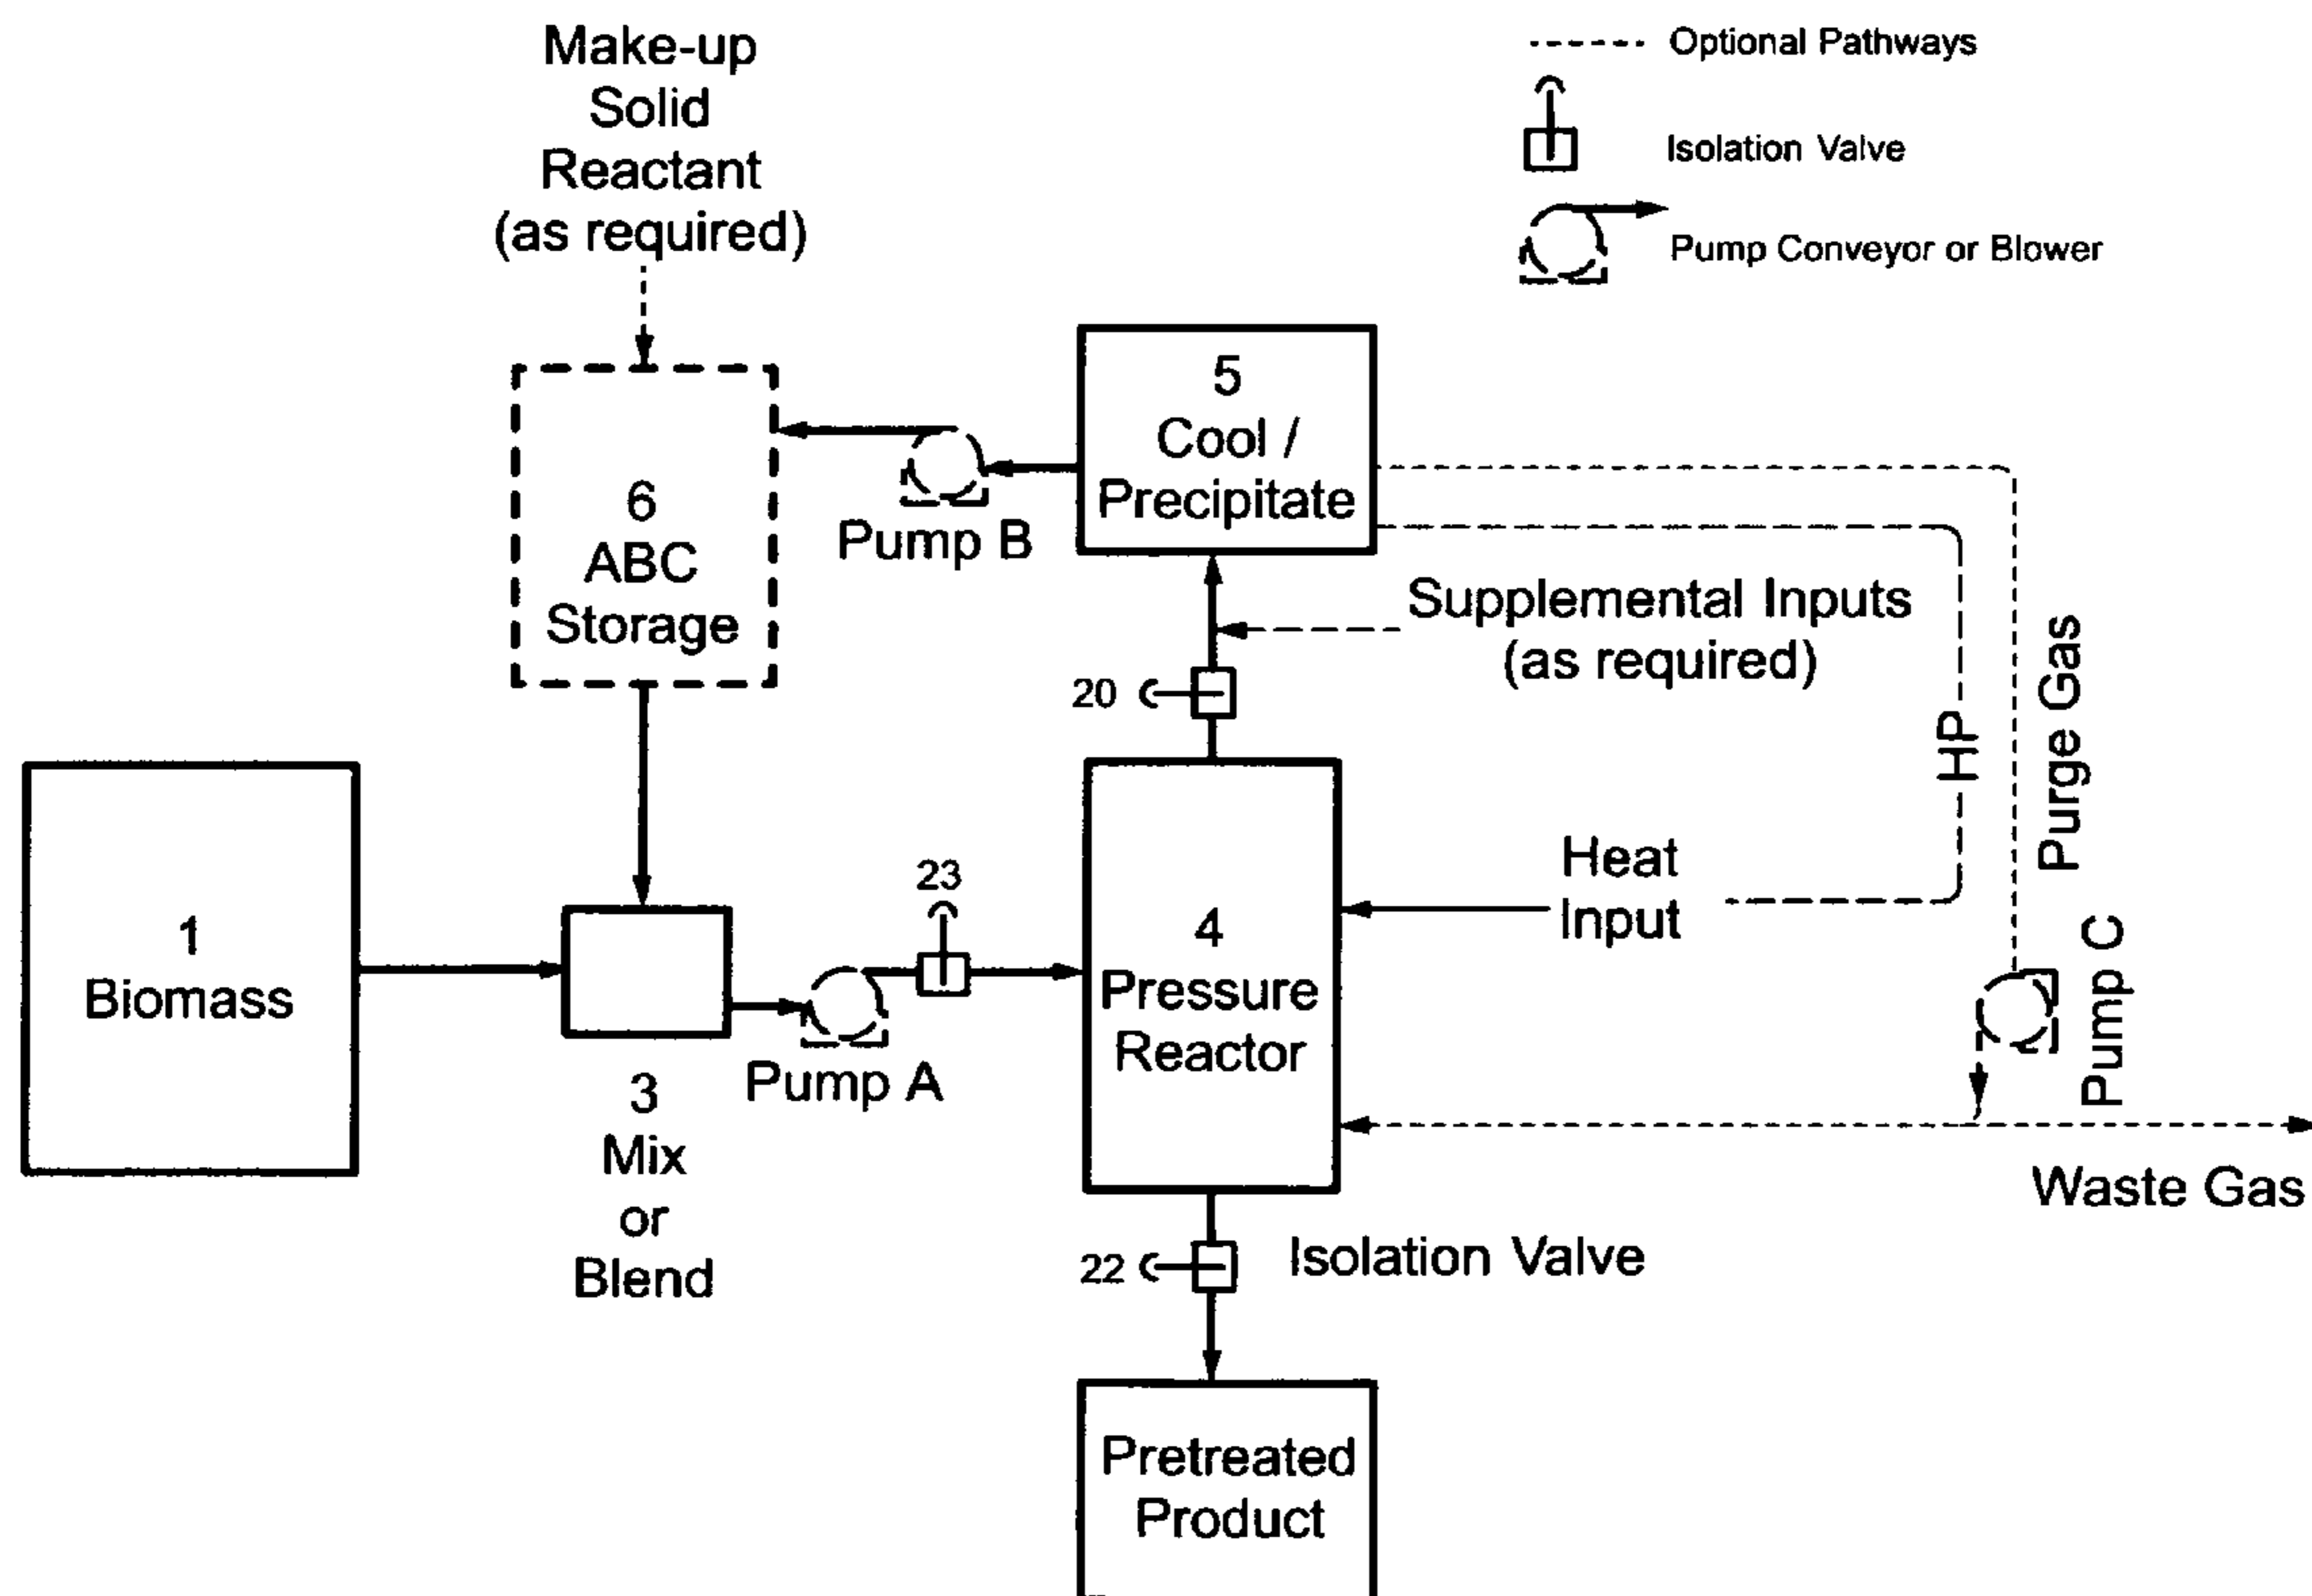 Make-up
Solid
Reactant
(as required)
Optional Pathways
Isolation Valve
Pump Conveyor or Blower
5
Cool /
Precipitate
6
ABC
Storage
Pump B
Supplemental Inputs
(as required)
20
HP
Purge Gas
1
Biomass
23
Heat
Input
4
Pressure
Reactor
Pump C
Pump A
3
Mix
or
Blend
Waste Gas
22
Isolation Valve
Pretreated
Product